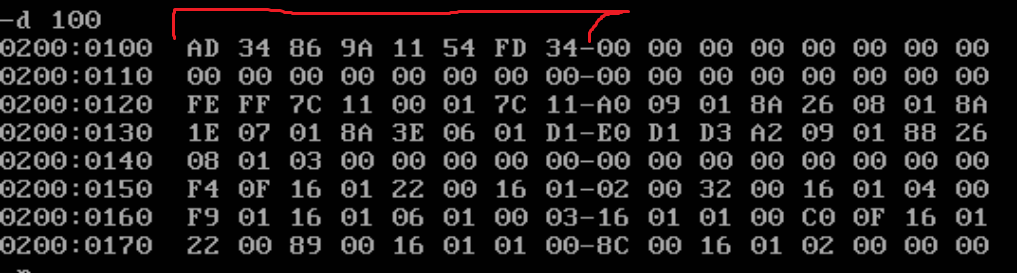 -d 100
0200:0100 AD 34 86 9A 11 54 FD 34-00 00 00 00 00 00 00 00
0200:0110 00 00 00 00 00 00 00 00-00 00 00 00 00 00 00 00
0200:0120 FE FF 7C 11 00 01 7C 11-A0 09 01 8A 26 08 01 8A
0200:0130 1E 07 01 8A 3E 06 01 D1-E0 D1 D3 A2 09 01 88 26
0200:0140 08 01 03 00 00 00 00 00-00 00 00 00 00 00 00 00
0200:0150 F4 0F 16 01 22 00 16 01-02 00 32 00 16 01 04 00
0200:0160 F9 01 16 01 06 01 00 03-16 01 01 00 C0 0F 16 01
0200:0170 22 00 89 00 16 01 01 00-8C 00 16 01 02 00 00 00